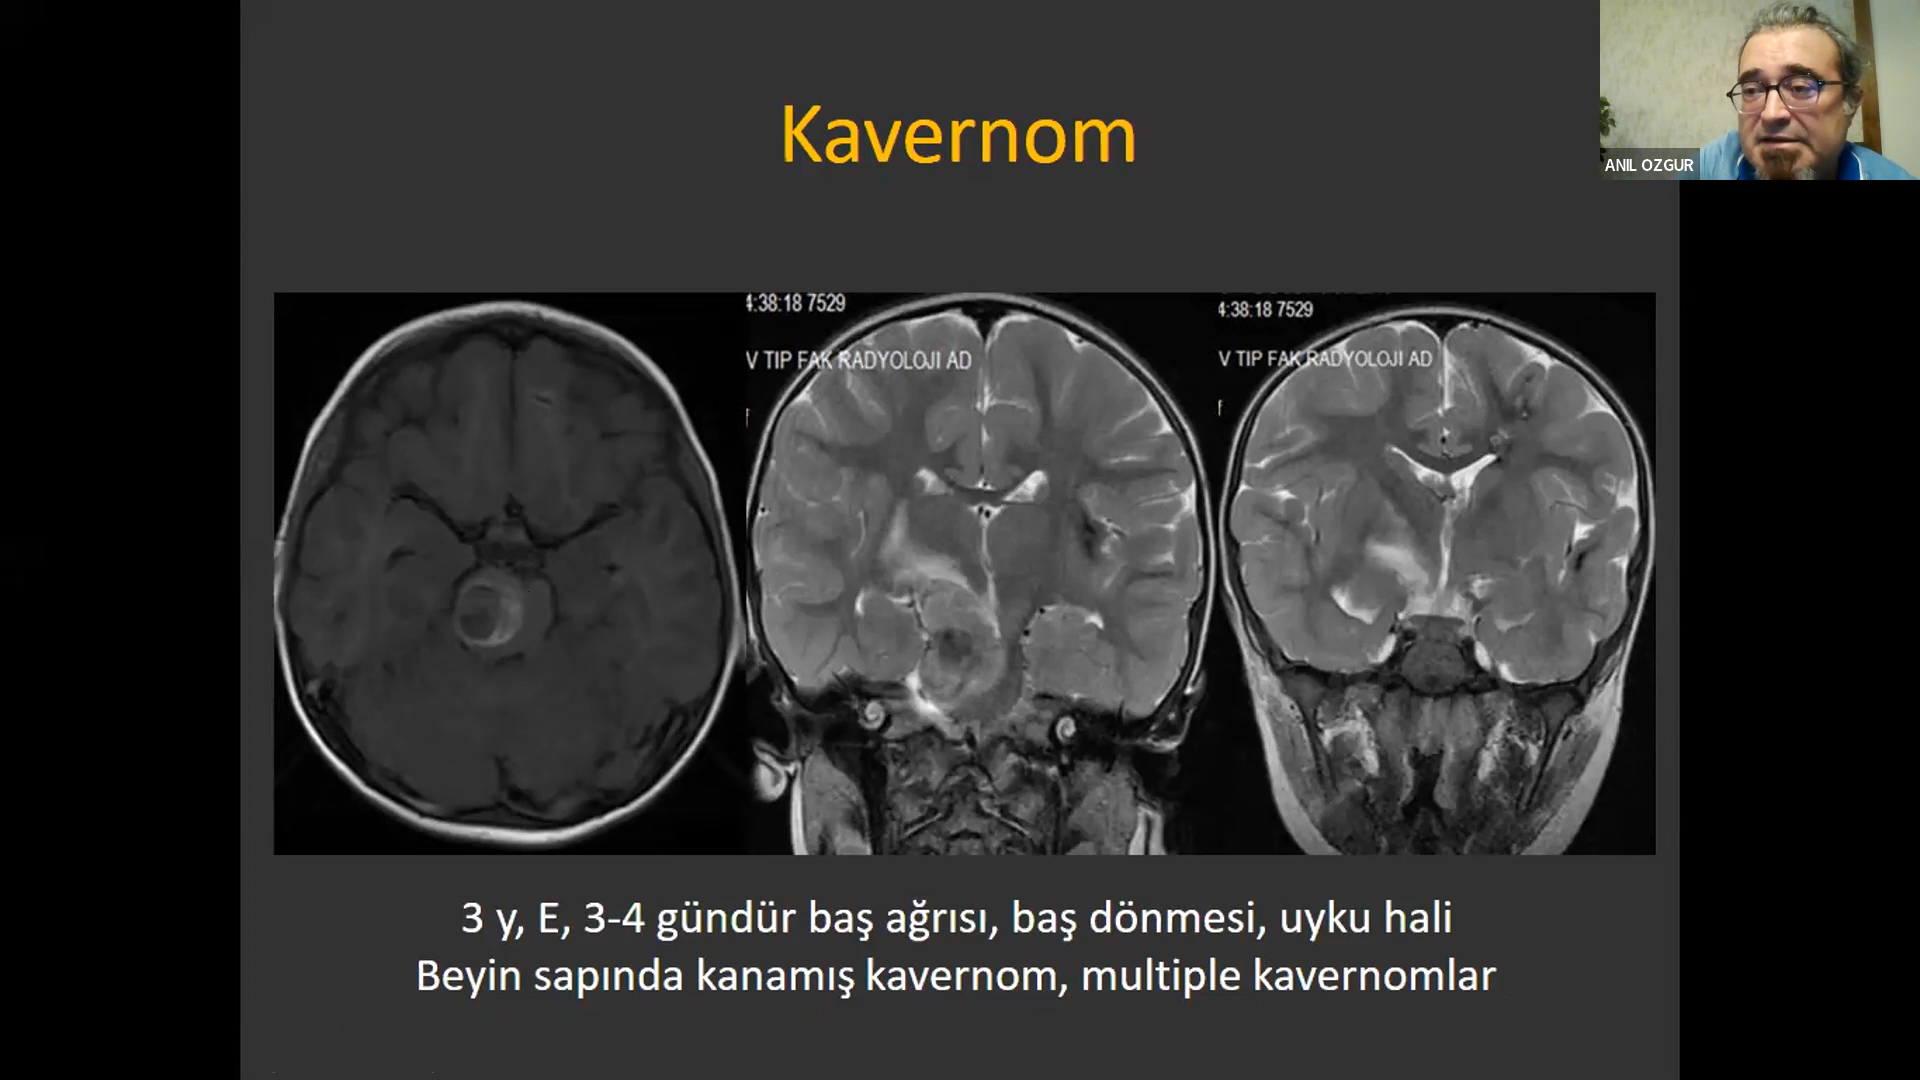 Kavernom
ANIL OZGUR
4:38:18 7529
V TIP FAK RADYOLOJI AD
4:38:18 7529
V TIP FAK RADYOLOJI AD
3 y, E, 3-4 gündür baş ağrısı, baş dönmesi, uyku hali
Beyin sapında kanamış kavernom, multiple kavernomlar